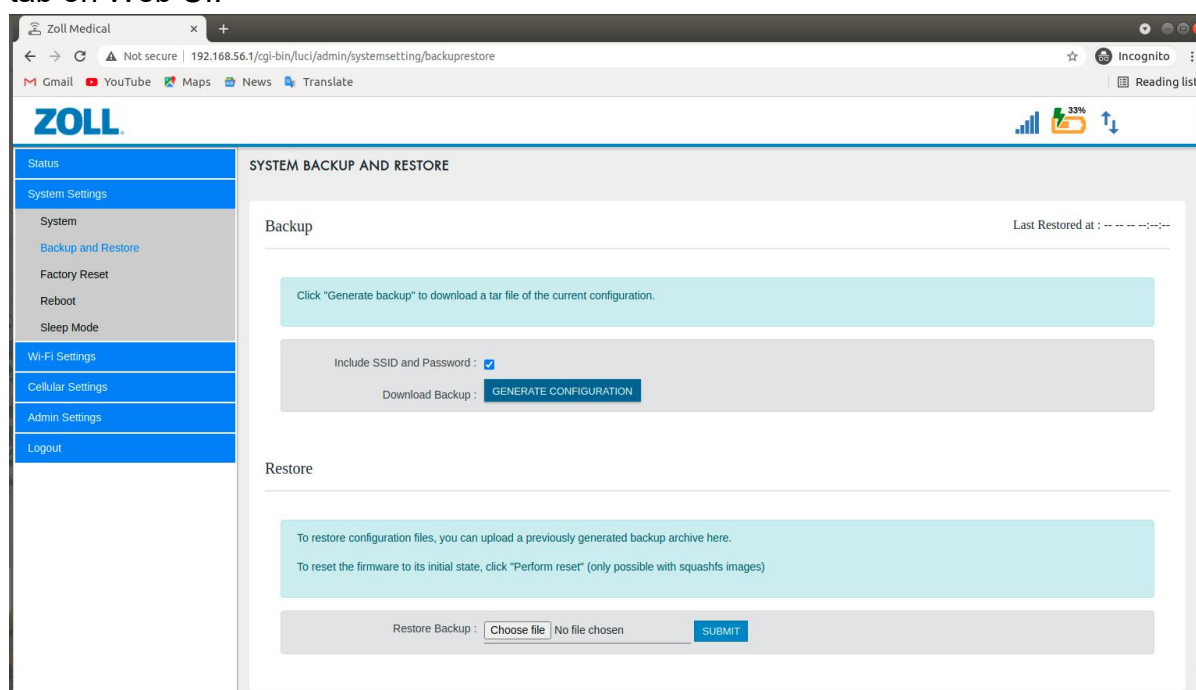 tab on Web UI.
Zoll Medical × +
Not secure | 192.168.56.1/cgi-bin/luci/admin/systemsetting/backuprestore Incognito
Gmail YouTube Maps News Translate Reading list
ZOLL. 33%
Status
System Settings
System
Backup and Restore
Factory Reset
Reboot
Sleep Mode
Wi-Fi Settings
Cellular Settings
Admin Settings
Logout
SYSTEM BACKUP AND RESTORE
Backup Last Restored at : -- -- -- --:--:--
Click "Generate backup" to download a tar file of the current configuration.
Include SSID and Password :
Download Backup : GENERATE CONFIGURATION
Restore
To restore configuration files, you can upload a previously generated backup archive here.
To reset the firmware to its initial state, click "Perform reset" (only possible with squashfs images)
Restore Backup : Choose file No file chosen SUBMIT